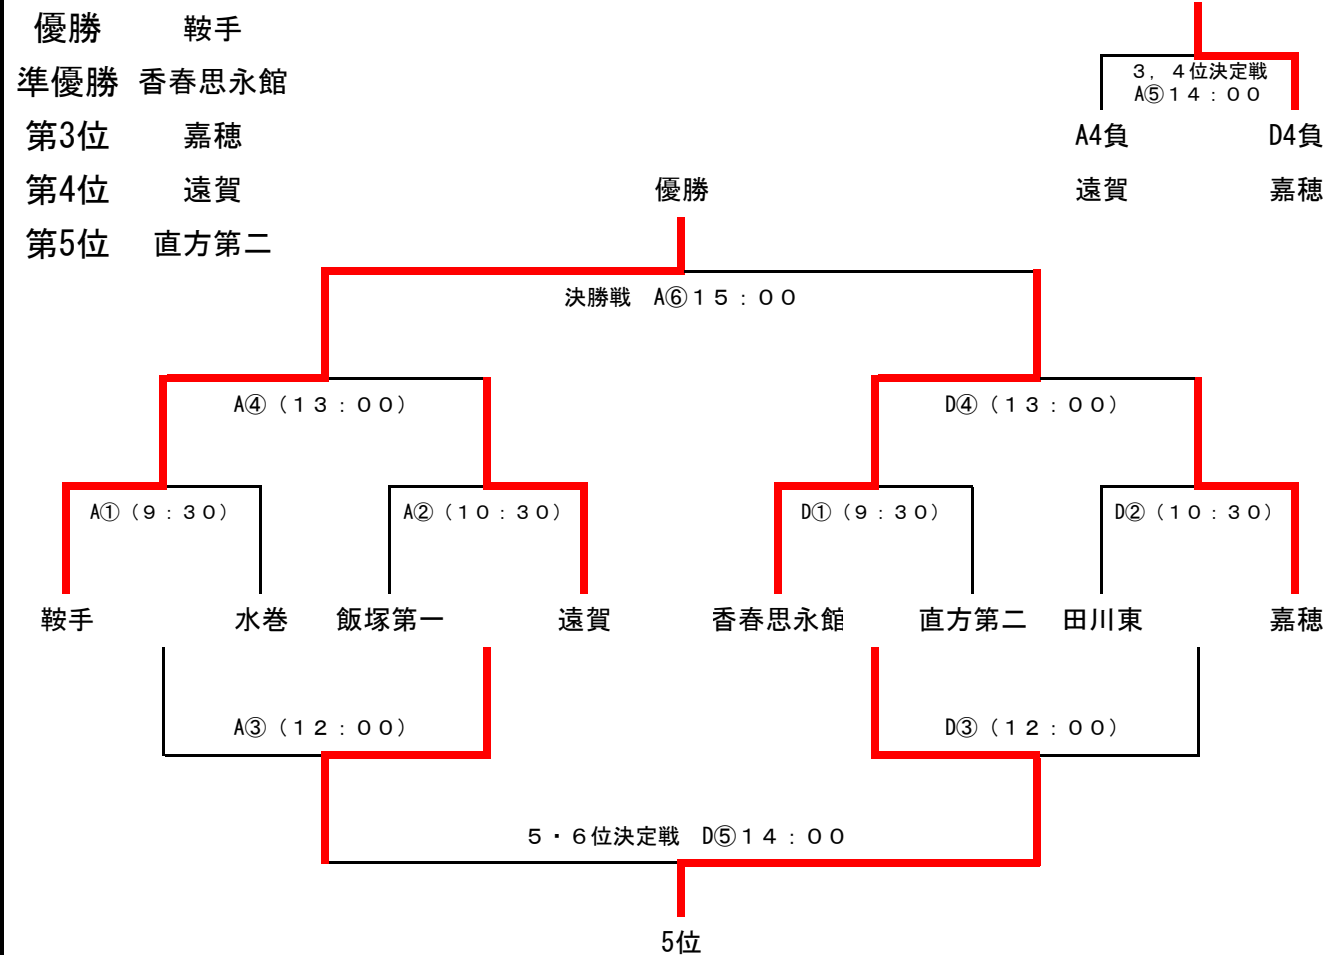 優勝 鞍手
準優勝 香春思永館
第3位 嘉穂
第4位 遠賀
第5位 直方第二
3，4位決定戦
A⑤14：00
A4負 D4負
遠賀 嘉穂
優勝
決勝戦 A⑥15：00
A④（13：00） D④（13：00）
A①（9：30） A②（10：30） D①（9：30） D②（10：30）
鞍手 水巻 飯塚第一 遠賀 香春思永館 直方第二 田川東 嘉穂
A③（12：00） D③（12：00）
5・6位決定戦 D⑤14：00
5位